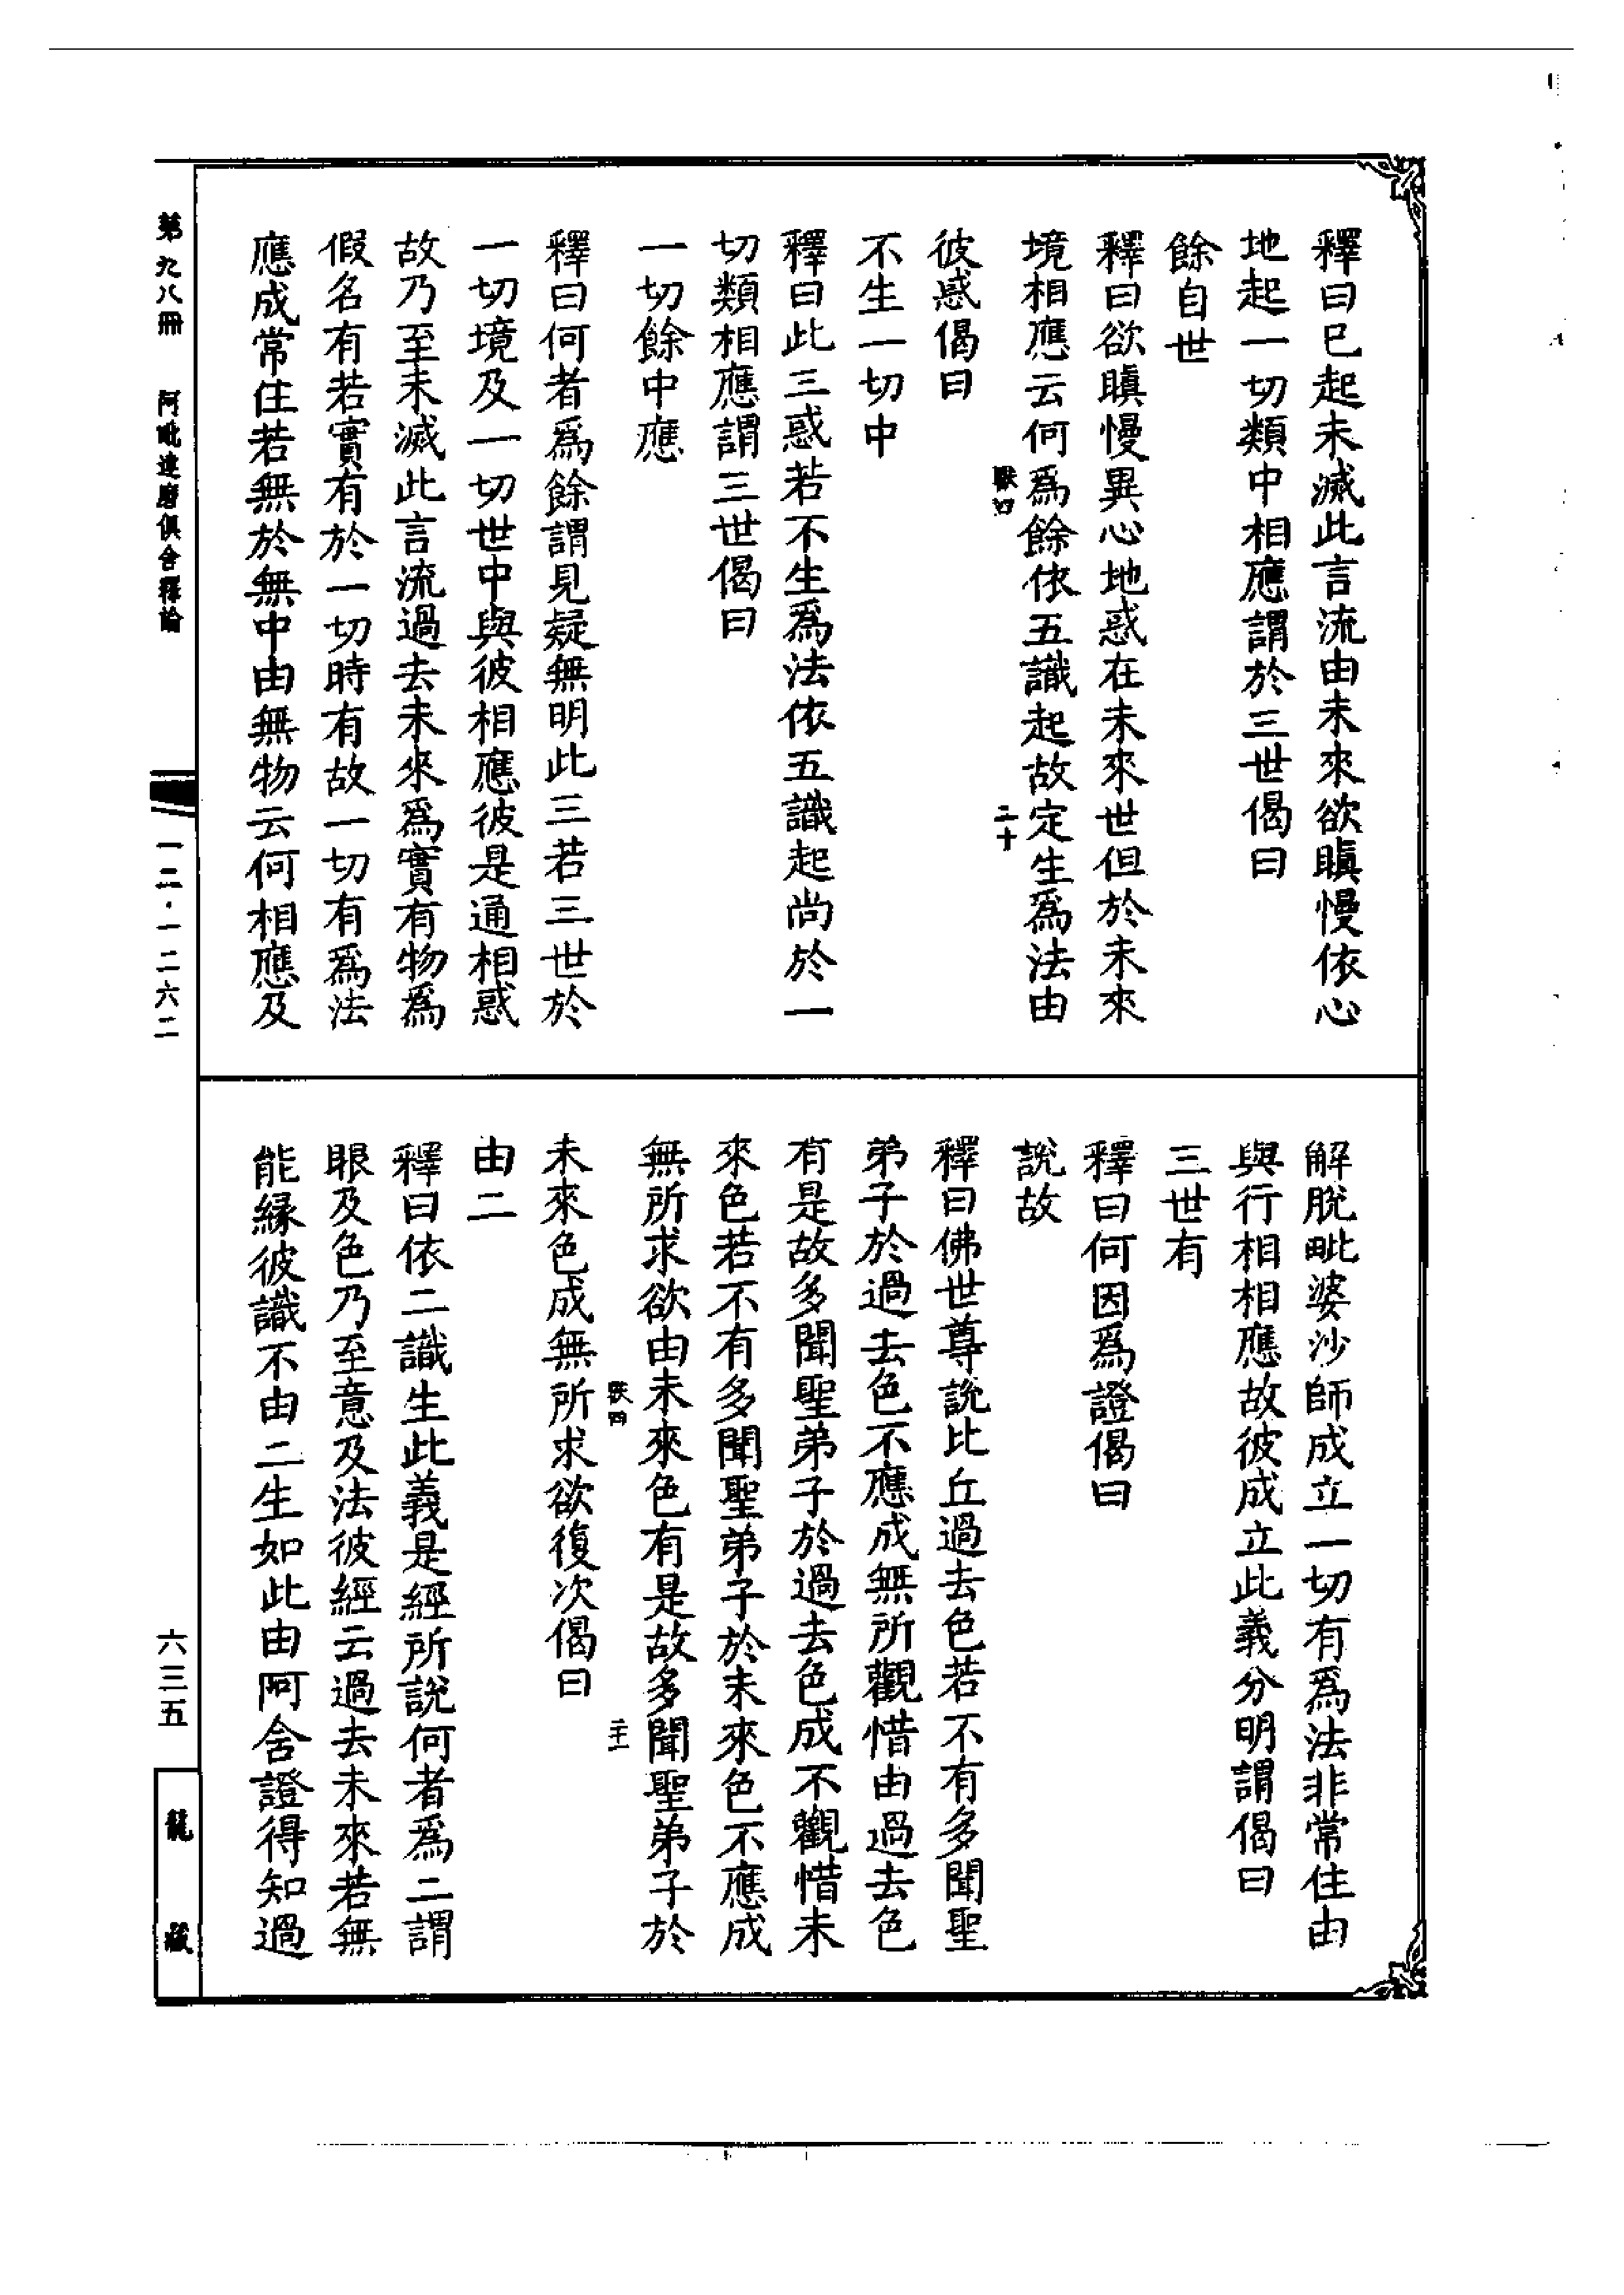 釋曰已起未滅此言流由未來欲瞋慢依心
地起一切類中相應謂於三世偈曰
餘自世
釋曰欲瞋慢異心地惑在未來世但於未來
境相應云何爲餘依五識起故定生爲法由
二十
彼惑偈曰
不生一切中
釋曰此三惑若不生爲法依五識起尚於一
切類相應謂三世偈曰
一切餘中應
釋曰何者爲餘謂見疑無明此三若三世於
一切境及一切世中與彼相應彼是通相惑
故乃至未滅此言流過去未來爲實有物爲
假名有若實有於一切時有故一切有爲法
應成常住若無於無中由無物云何相應及
解脫毗婆沙師成立一切有爲法非常住由
與行相相應故彼成立此義分明謂偈曰
三世有
釋曰何因爲證偈曰
說故
釋曰佛世尊說比丘過去色若不有多聞聖
弟子於過去色不應成無所觀惜由過去色
有是故多聞聖弟子於過去色成不觀惜未
來色若不有多聞聖弟子於未來色不應成
無所求欲由未來色有是故多聞聖弟子於
未來色成無所求欲復次偈曰
由二
釋曰依二識生此義是經所說何者爲二謂
眼及色乃至意及法彼經云過去未來若無
能緣彼識不由二生如此由阿含證得知過
第九八冊 阿毗達磨俱舍釋論
一二·一二六二
六三五
龍藏